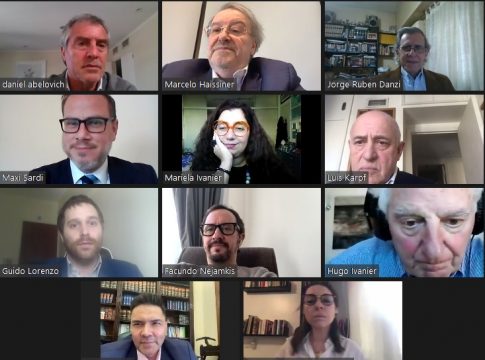 daniel abelovich
Marcelo Haissiner
Jorge Ruben Danzi
Maxi Sardi
Mariela Ivanier
Luis Karpf
Guido Lorenzo
Facundo Nejamkis
Hugo Ivanier